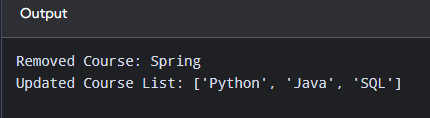 Output
Removed Course: Spring
Updated Course List: ['Python', 'Java', 'SQL']